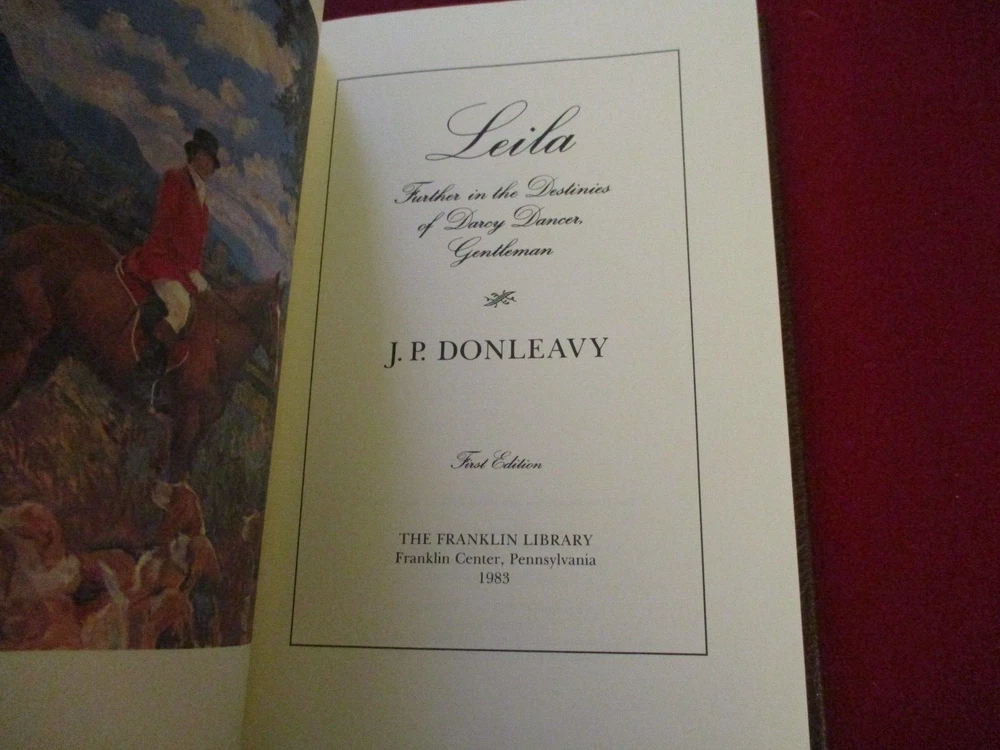 Leila
Further in the Destinies
of Darcy Dancer,
Gentleman
J.P. DONLEAVY
First Edition
THE FRANKLIN LIBRARY
Franklin Center, Pennsylvania
1983